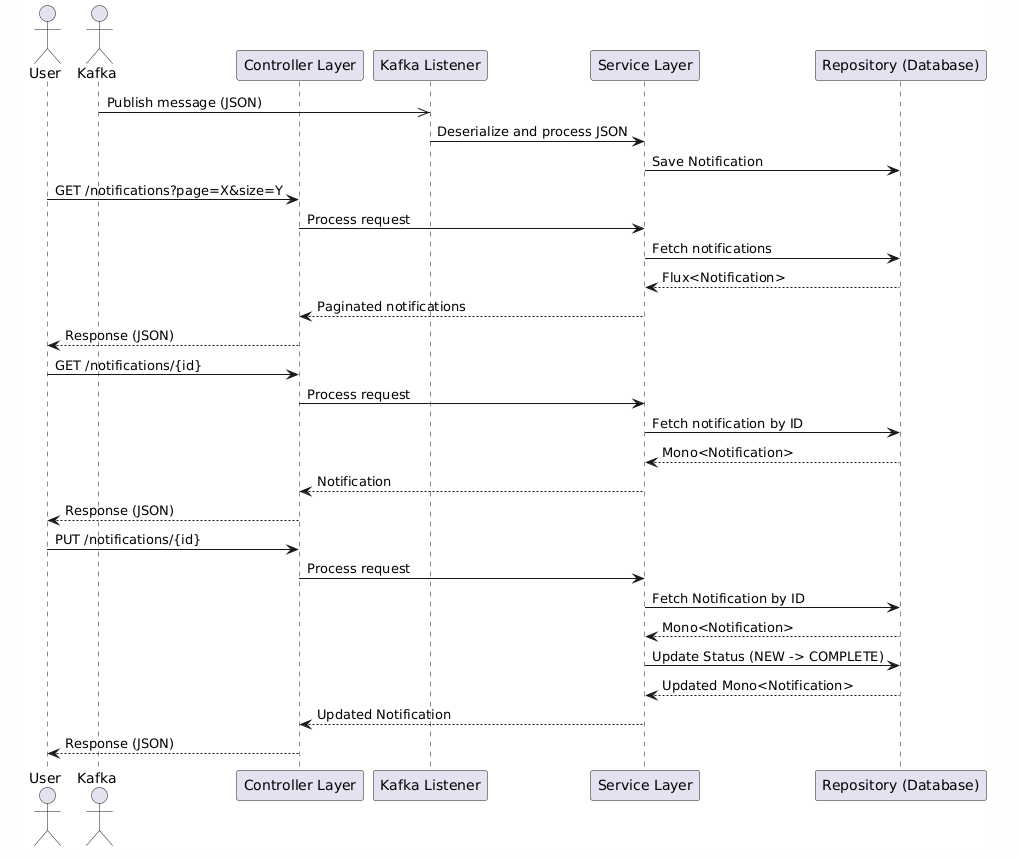 User
Kafka
Controller Layer
Kafka Listener
Service Layer
Repository (Database)
Publish message (JSON)
Deserialize and process JSON
Save Notification
GET /notifications?page=X&size=Y
Process request
Fetch notifications
Flux<Notification>
Paginated notifications
Response (JSON)
GET /notifications/{id}
Process request
Fetch notification by ID
Mono<Notification>
Notification
Response (JSON)
PUT /notifications/{id}
Process request
Fetch Notification by ID
Mono<Notification>
Update Status (NEW -> COMPLETE)
Updated Mono<Notification>
Updated Notification
Response (JSON)
User
Kafka
Controller Layer
Kafka Listener
Service Layer
Repository (Database)